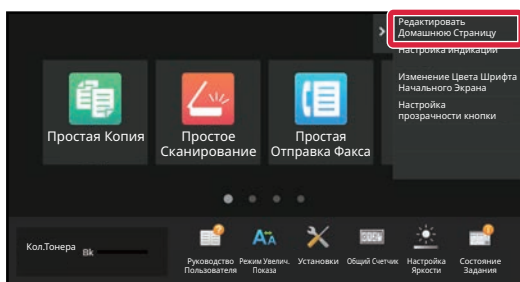 Редактировать
Домашнюю Страницу
Настройка индикации
Изменение Цвета Шрифта
Начального Экрана
Настройка
прозрачности кнопки
Простая Копия
Простое
Сканирование
Простая
Отправка Факса
Кол.Тонера
Bk
Руководство
Пользователя
Режим Увелич.
Показа
Установки
Общий Счетчик
Настройка
Яркости
Состояние
Задания